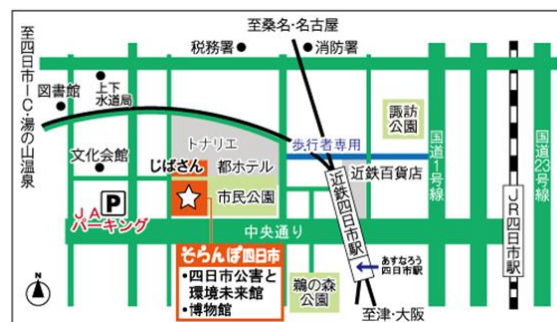 至桑名・名古屋
税務署
消防署
至四日市IC・湯の山温泉
図書館
上下
水道局
諏訪
公園
国道1号線
国道23号線
トナリエ
歩行者専用
文化会館
じばさん
都ホテル
近鉄百貨店
市民公園
P
JA
パーキング
近鉄四日市駅
JR四日市駅
中央通り
そらんぽ四日市
・四日市公害と
環境未来館
・博物館
あすなろう
四日市駅
鵜の森
公園
至津・大阪
N